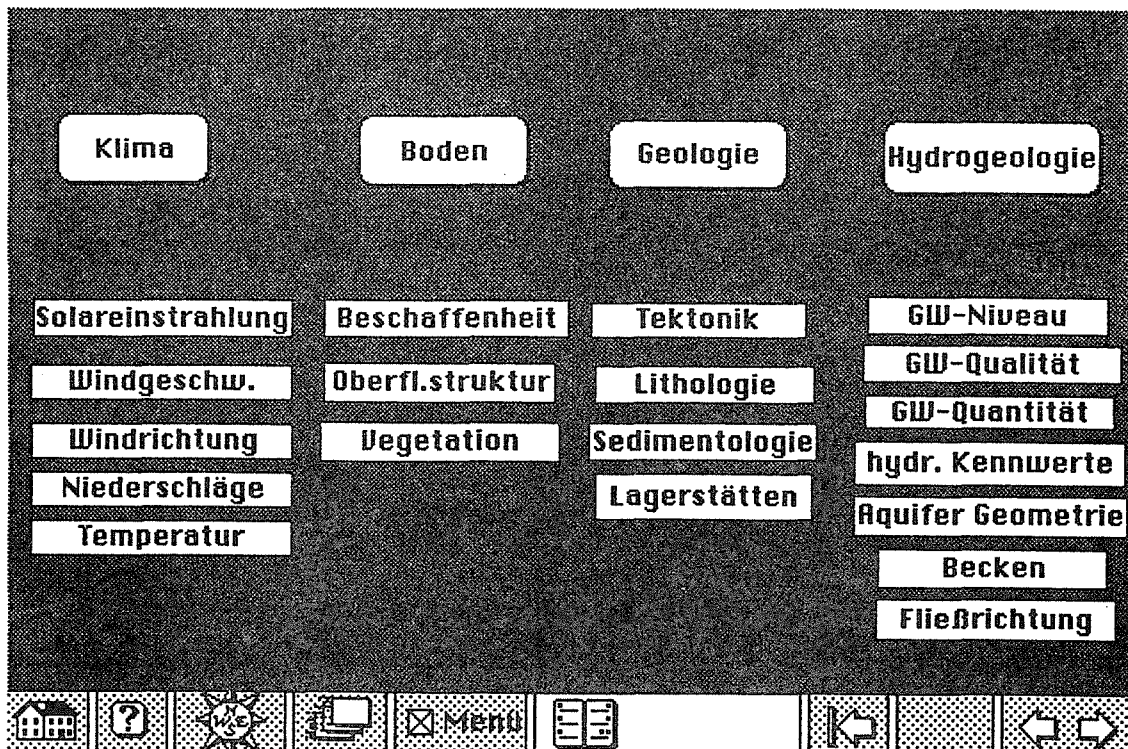 Klima
Boden
Geologie
Hydrogeologie
Solareinstrahlung
Windgeschw.
Windrichtung
Niederschläge
Temperatur
Beschaffenheit
Oberfl.struktur
Vegetation
Tektonik
Lithologie
Sedimentologie
Lagerstätten
GW-Niveau
GW-Qualität
GW-Quantität
hydr. Kennwerte
Aquifer Geometrie
Becken
Fließrichtung
?
N
W E
S
Menü